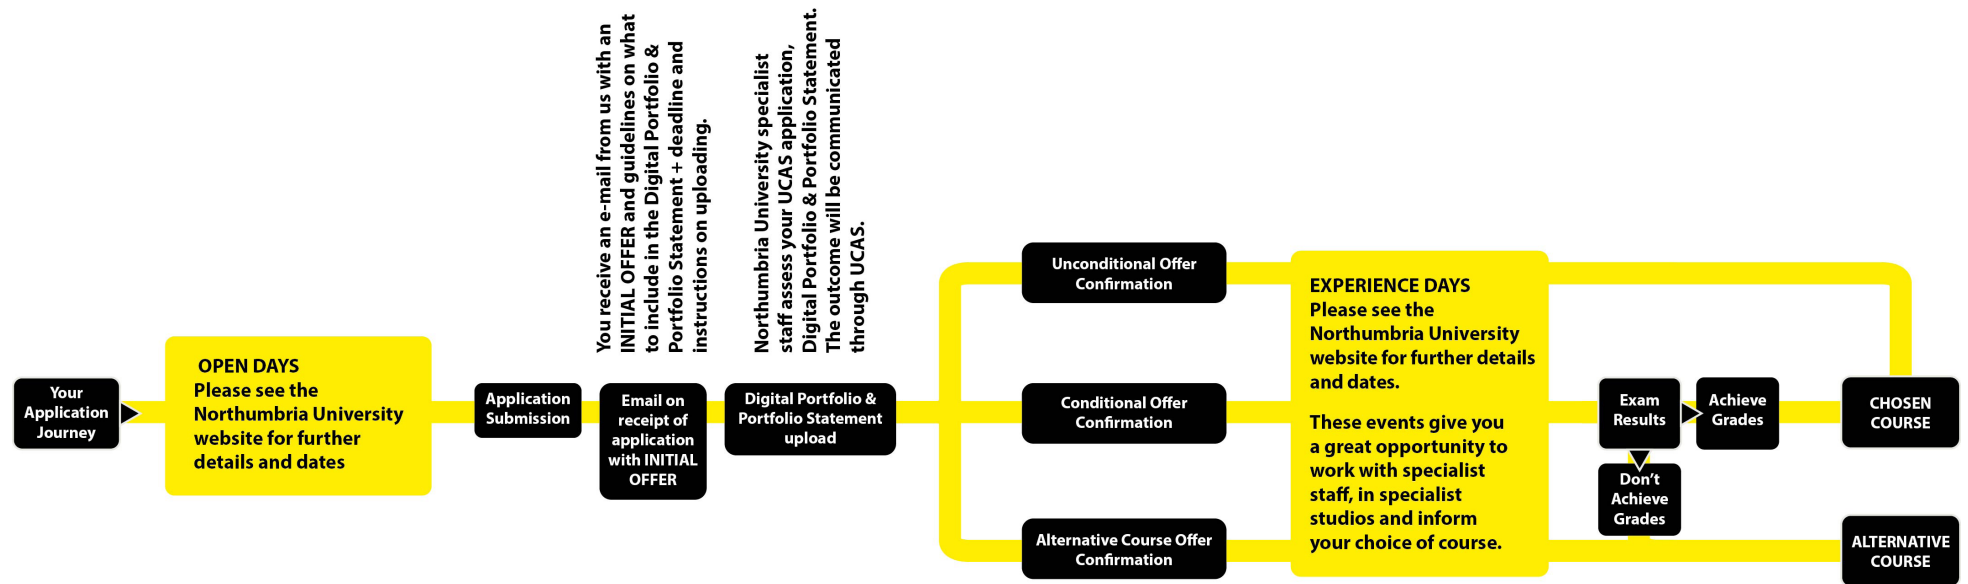 Your
Application
Journey
OPEN DAYS
Please see the
Northumbria University
website for further
details and dates
Application
Submission
You receive an e-mail from us with an
INITIAL OFFER and guidelines on what
to include in the Digital Portfolio &
Portfolio Statement + deadline and
instructions on uploading.
Email on
receipt of
application
with INITIAL
OFFER
Northumbria University specialist
staff assess your UCAS application,
Digital Portfolio & Portfolio Statement.
The outcome will be communicated
through UCAS.
Digital Portfolio &
Portfolio Statement
upload
Unconditional Offer
Confirmation
Conditional Offer
Confirmation
Alternative Course Offer
Confirmation
EXPERIENCE DAYS
Please see the
Northumbria University
website for further details
and dates.
These events give you
a great opportunity to
work with specialist
staff, in specialist
studios and inform
your choice of course.
Exam
Results
Achieve
Grades
Don't
Achieve
Grades
CHOSEN
COURSE
ALTERNATIVE
COURSE